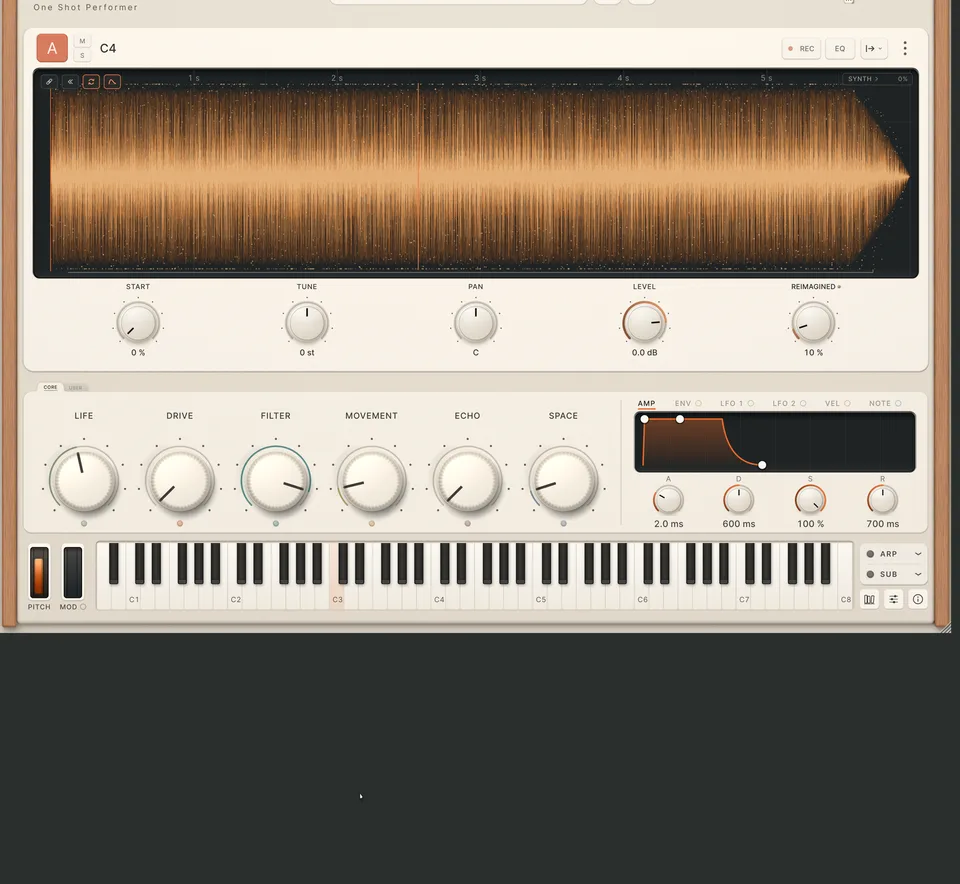 One Shot Performer
A
M
S
C4
REC
EQ
1 s
2 s
3 s
4 s
5 s
SYNTH
0%
START
TUNE
PAN
LEVEL
REIMAGINED
0 %
0 st
C
0.0 dB
10 %
CORE
USER
LIFE
DRIVE
FILTER
MOVEMENT
ECHO
SPACE
AMP
ENV
LFO 1
LFO 2
VEL
NOTE
A
D
S
R
2.0 ms
600 ms
100 %
700 ms
PITCH
MOD
C1
C2
C3
C4
C5
C6
C7
C8
ARP
SUB